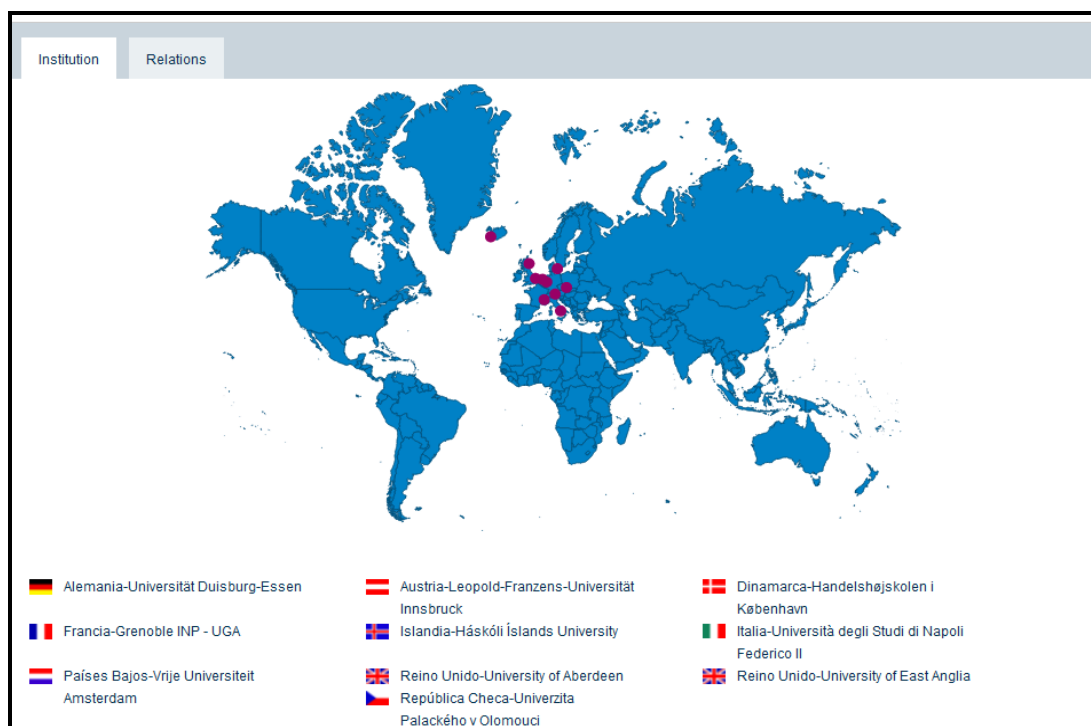 Institution
Relations
Alemania-Universität Duisburg-Essen
Austria-Leopold-Franzens-Universität
Innsbruck
Dinamarca-Handelshøjskolen i
København
Francia-Grenoble INP - UGA
Islandia-Háskóli Íslands University
Italia-Università degli Studi di Napoli
Federico II
Países Bajos-Vrije Universiteit
Amsterdam
Reino Unido-University of Aberdeen
Reino Unido-University of East Anglia
República Checa-Univerzita
Palackého v Olomouci